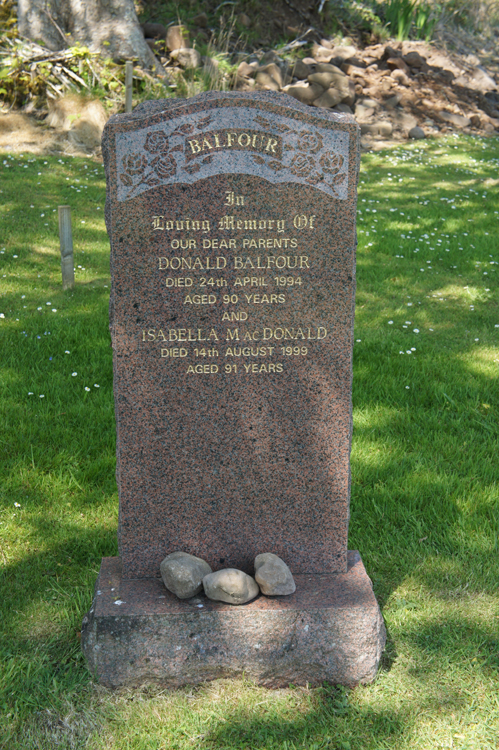 BALFOUR
In
Loving Memory Of
OUR DEAR PARENTS
DONALD BALFOUR
DIED 24th APRIL 1994
AGED 90 YEARS
AND
ISABELLA MacDONALD
DIED 14th AUGUST 1999
AGED 91 YEARS